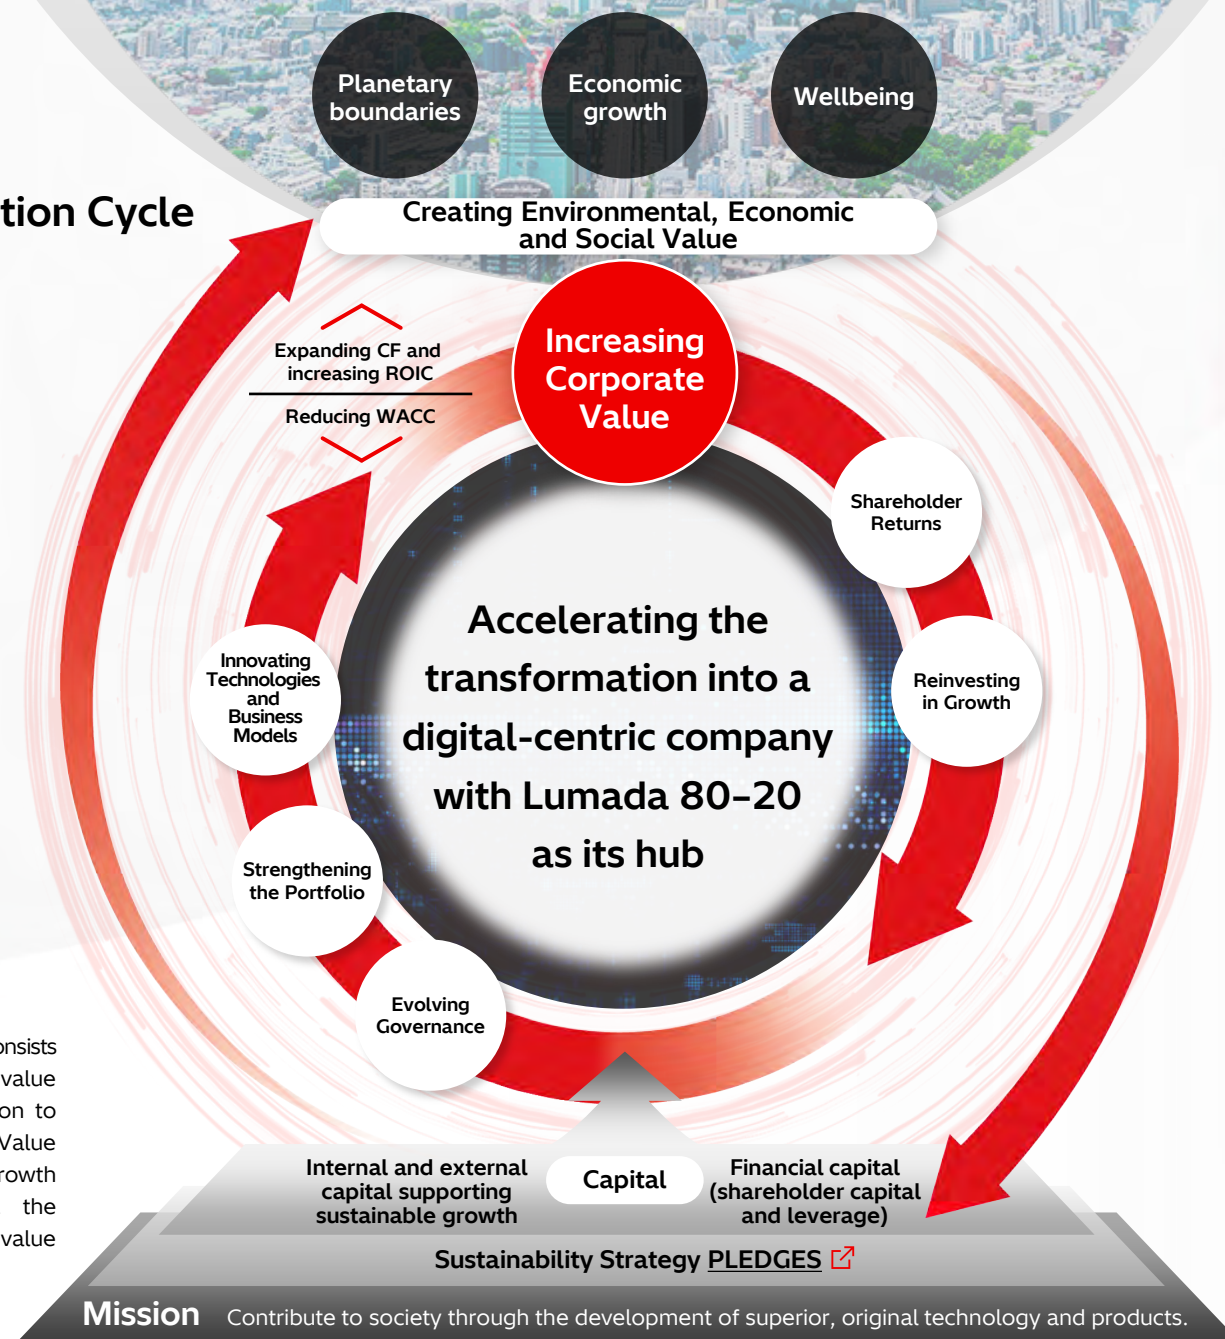 Planetary
boundaries
Economic
growth
Wellbeing
tion Cycle
Creating Environmental, Economic
and Social Value
Increasing
Corporate
Value
Expanding CF and
increasing ROIC
Reducing WACC
Shareholder
Returns
Reinvesting
in Growth
Accelerating the
transformation into a
digital-centric company
with Lumada 80–20
as its hub
Innovating
Technologies
and
Business
Models
Strengthening
the Portfolio
Evolving
Governance
onsists
value
on to
Value
rowth
the
value
Internal and external
capital supporting
sustainable growth
Capital
Financial capital
(shareholder capital
and leverage)
Sustainability Strategy PLEDGES
Mission Contribute to society through the development of superior, original technology and products.